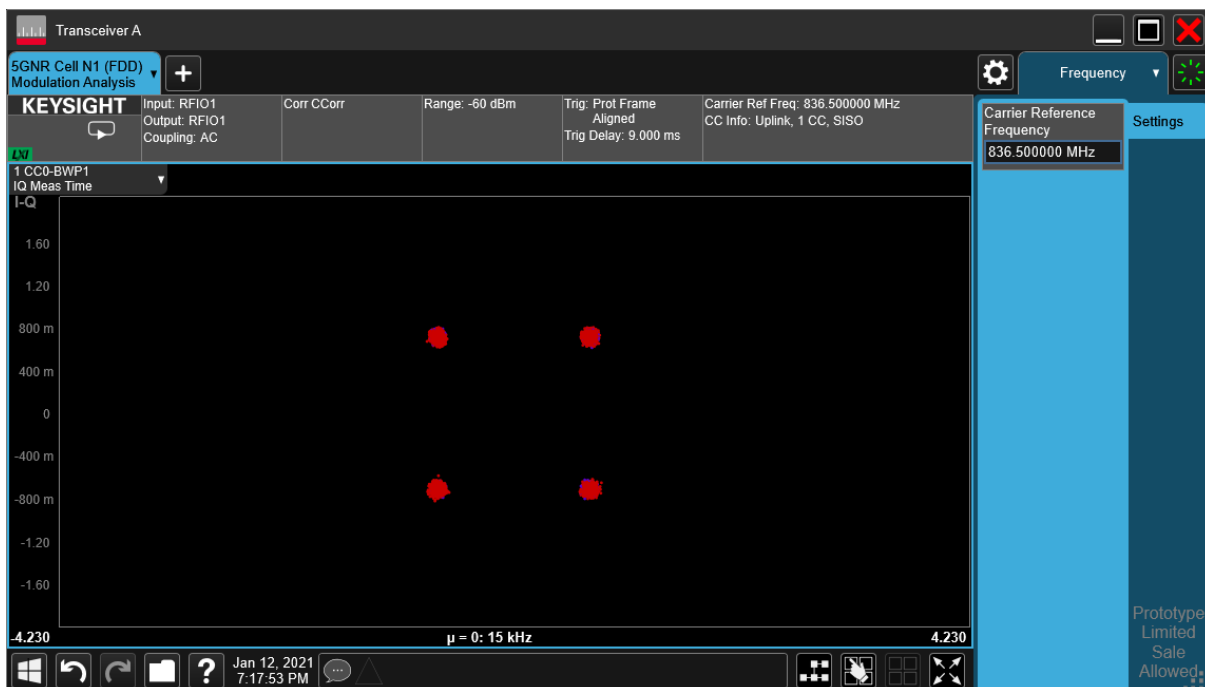 Transceiver A
5GNR Cell N1 (FDD)
Modulation Analysis
Frequency
KEYSIGHT
LXI
Input: RFIO1
Output: RFIO1
Coupling: AC
Corr CCorr
Range: -60 dBm
Trig: Prot Frame
Aligned
Trig Delay: 9.000 ms
Carrier Ref Freq: 836.500000 MHz
CC Info: Uplink, 1 CC, SISO
Carrier Reference
Frequency
836.500000 MHz
Settings
1 CC0-BWP1
IQ Meas Time
I-Q
1.60
1.20
800 m
400 m
0
-400 m
-800 m
-1.20
-1.60
-4.230
µ = 0: 15 kHz
4.230
Prototype
Limited
Sale
Allowed
?
Jan 12, 2021
7:17:53 PM